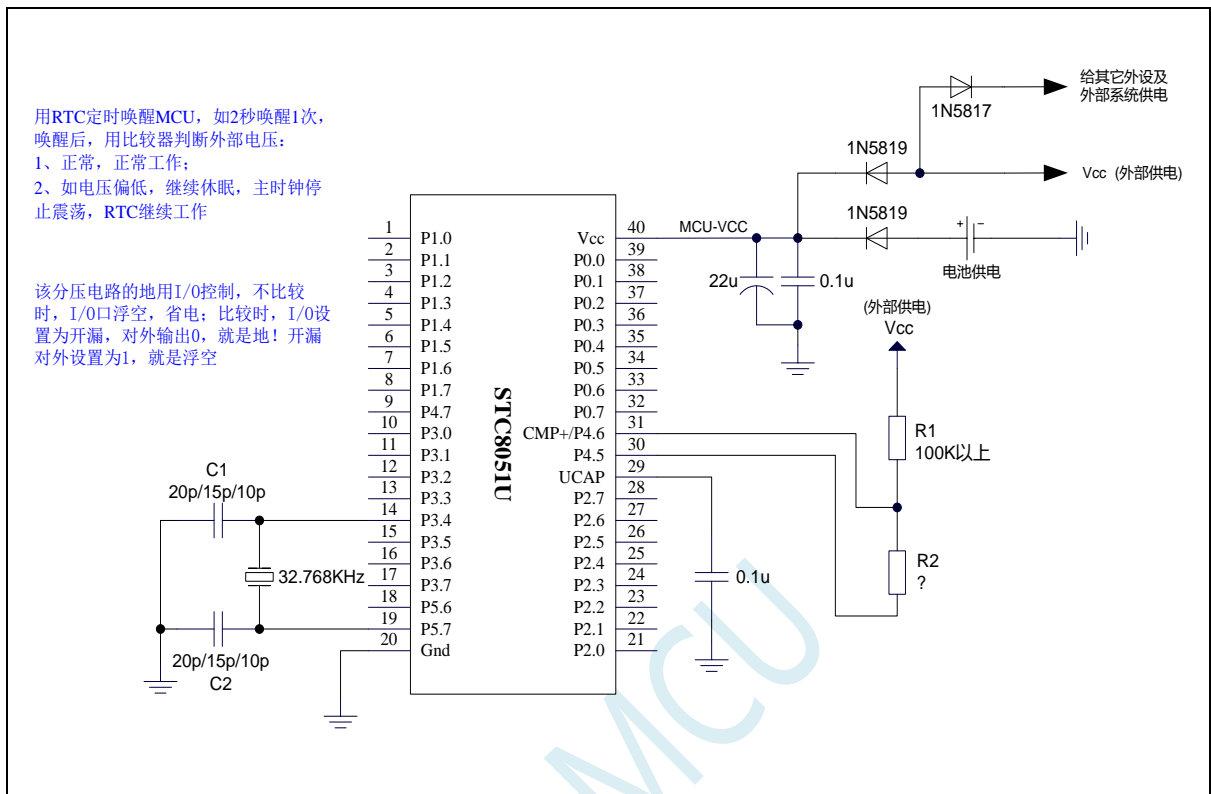 用RTC定时唤醒MCU，如2秒唤醒1次，
唤醒后，用比较器判断外部电压：
1、正常，正常工作；
2、如电压偏低，继续休眠，主时钟停
止震荡，RTC继续工作
该分压电路的地用I/O控制，不比较
时，I/O口浮空，省电；比较时，I/O设
置为开漏，对外输出0，就是地！开漏
对外设置为1，就是浮空
给其它外设及
外部系统供电
1N5817
1N5819
Vcc (外部供电)
1N5819
+ −
电池供电
MCU-VCC
22u
0.1u
(外部供电)
Vcc
R1
100K以上
R2
?
0.1u
STC8051U
1 P1.0
2 P1.1
3 P1.2
4 P1.3
5 P1.4
6 P1.5
7 P1.6
8 P1.7
9 P4.7
10 P3.0
11 P3.1
12 P3.2
13 P3.3
14 P3.4
15 P3.5
16 P3.6
17 P3.7
18 P5.6
19 P5.7
20 Gnd
Vcc 40
P0.0 39
P0.1 38
P0.2 37
P0.3 36
P0.4 35
P0.5 34
P0.6 33
P0.7 32
CMP+/P4.6 31
P4.5 30
UCAP 29
P2.7 28
P2.6 27
P2.5 26
P2.4 25
P2.3 24
P2.2 23
P2.1 22
P2.0 21
C1
20p/15p/10p
32.768KHz
20p/15p/10p
C2
MCU